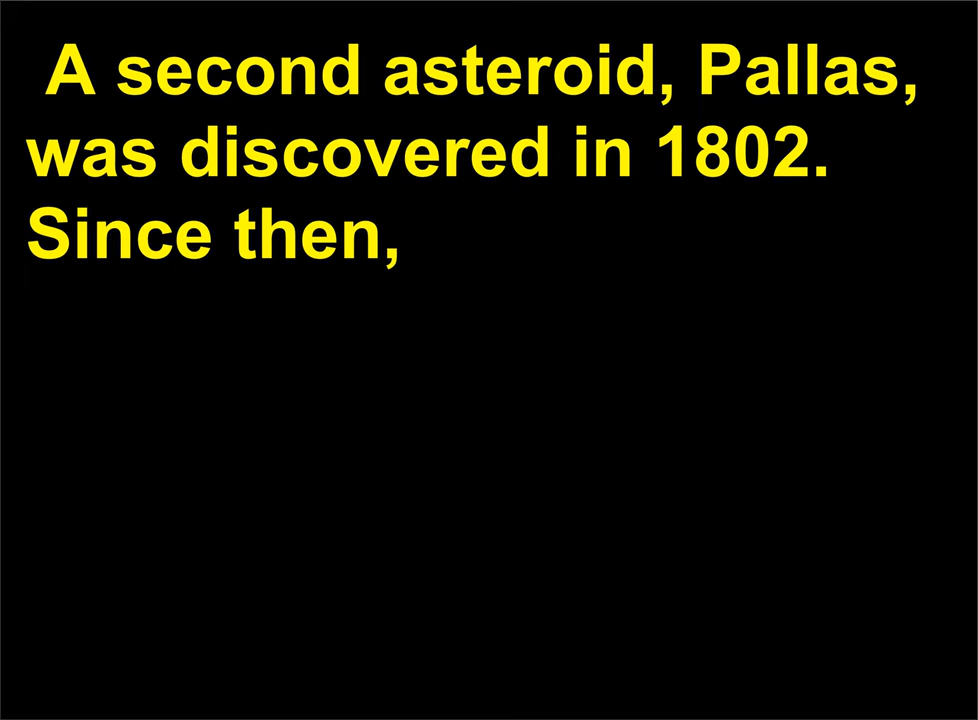 A second asteroid, Pallas,
was discovered in 1802.
Since then,